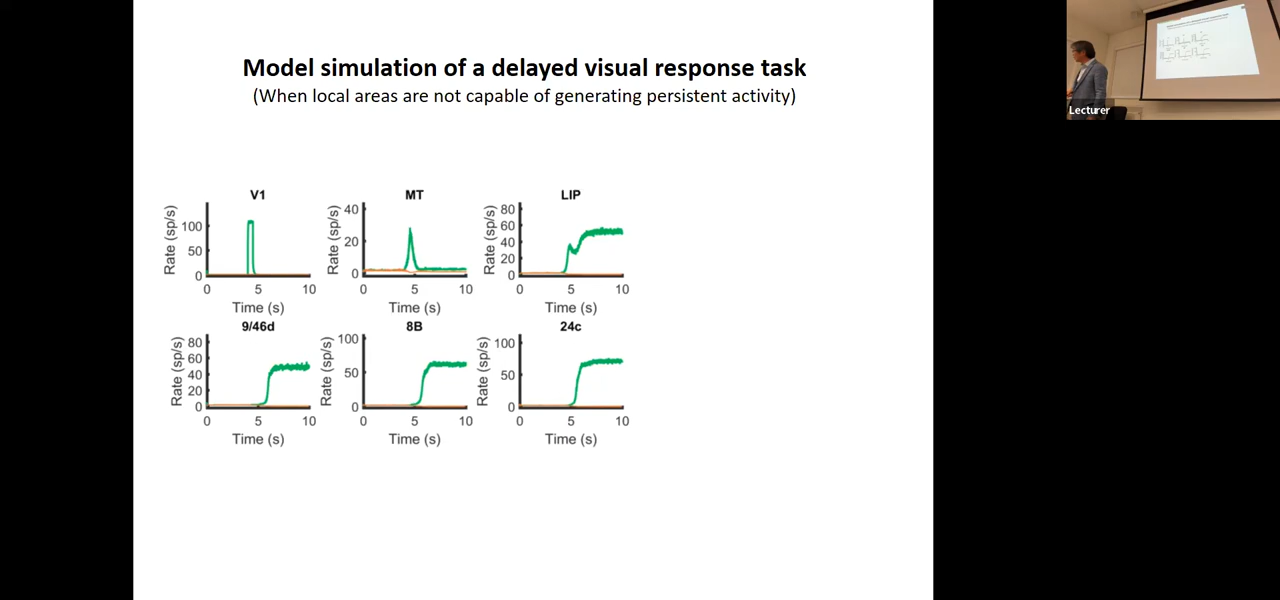 Model simulation of a delayed visual response task
(When local areas are not capable of generating persistent activity)
V1
Rate (sp/s)
100
50
0
0 5 10
Time (s)
MT
Rate (sp/s)
40
20
0
0 5 10
Time (s)
LIP
Rate (sp/s)
80
60
40
20
0
0 5 10
Time (s)
9/46d
Rate (sp/s)
80
60
40
20
0
0 5 10
Time (s)
8B
Rate (sp/s)
100
50
0
0 5 10
Time (s)
24c
Rate (sp/s)
100
50
0
0 5 10
Time (s)
Lecturer